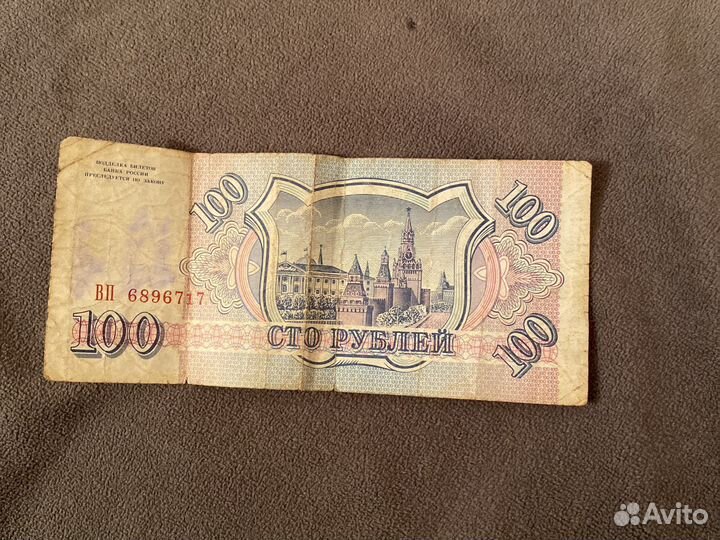 ПОДДЕЛКА БИЛЕТОВ
БАНКА РОССИИ
ПРЕСЛЕДУЕТСЯ ПО ЗАКОНУ
100
100
ВП 6896717
100
СТО РУБЛЕЙ
100
Avito